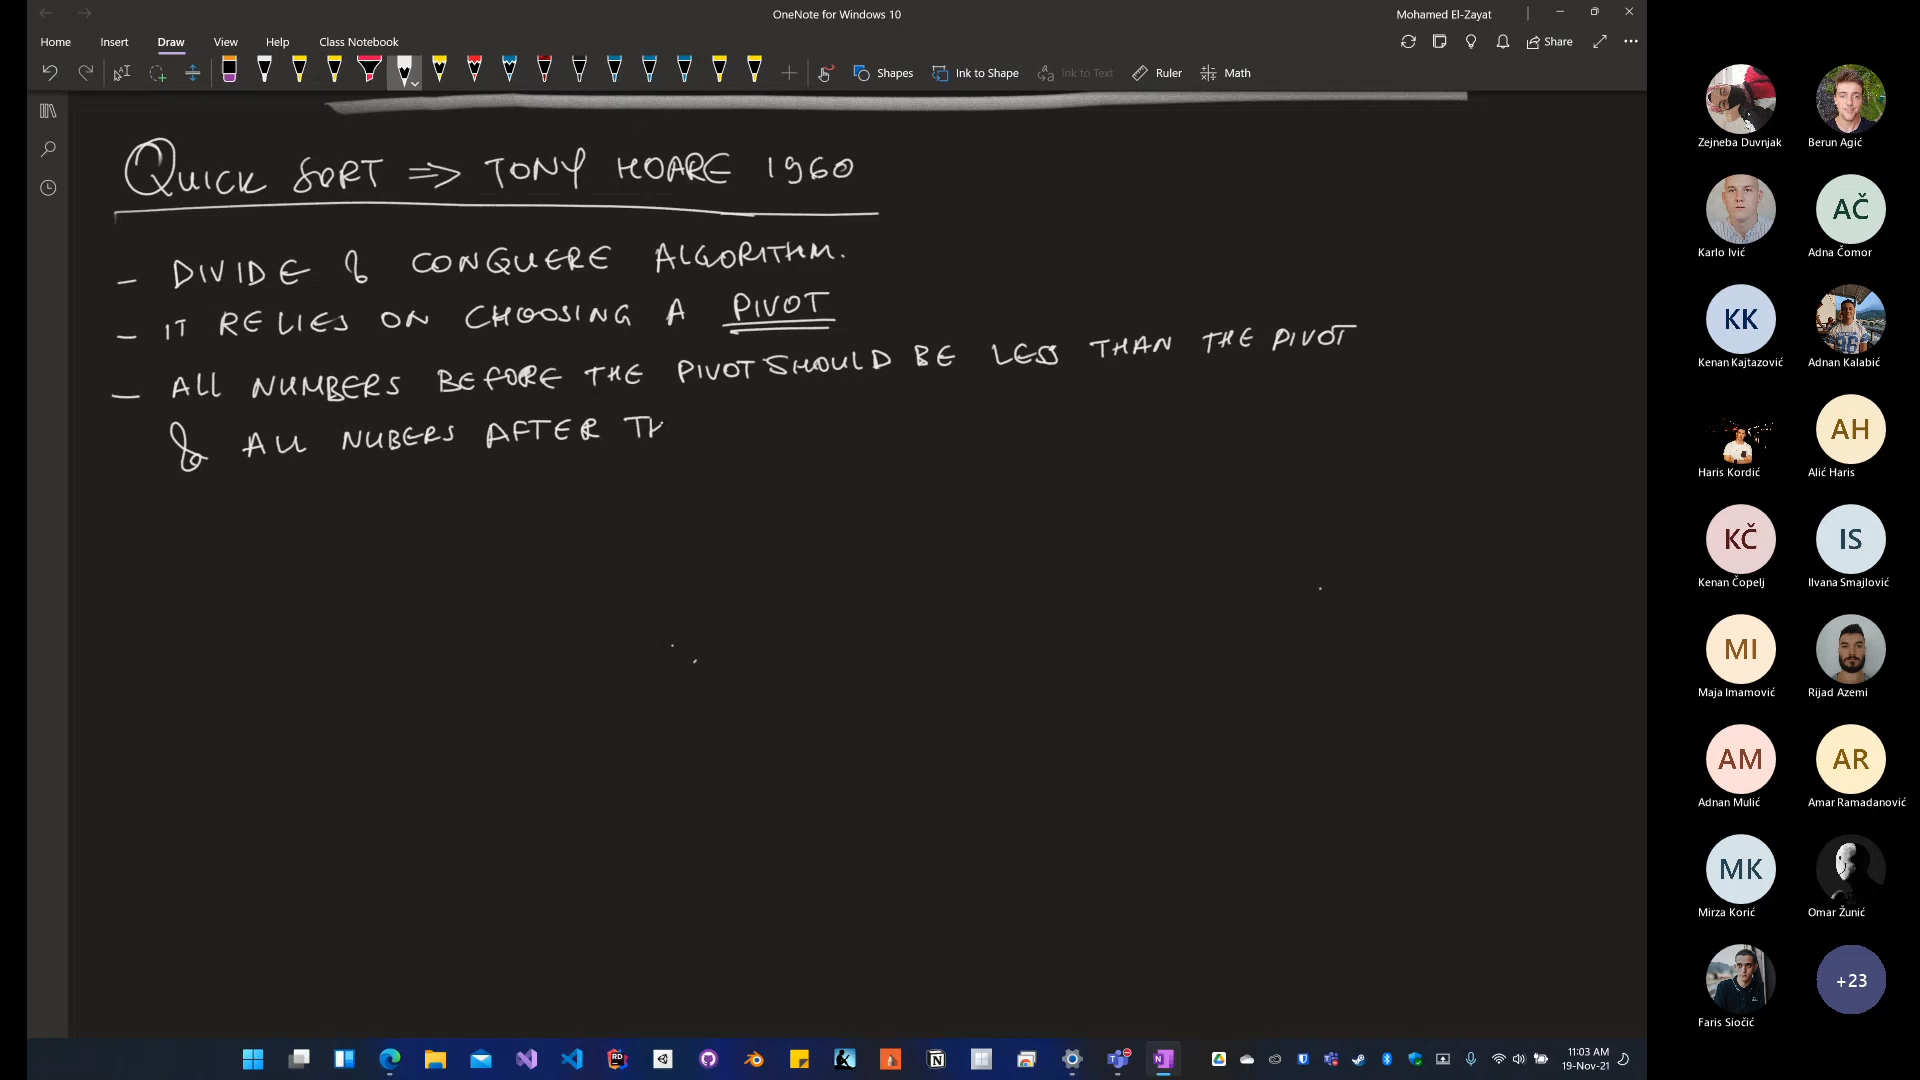 OneNote for Windows 10
Mohamed El-Zayat
Home Insert Draw View Help Class Notebook
Share
Shapes Ink to Shape Ink to Text Ruler Math
QUICK SORT => TONY HOARE 1960
- DIVIDE & CONQUERE ALGORITHM.
- IT RELIES ON CHOOSING A PIVOT
- ALL NUMBERS BEFORE THE PIVOT SHOULD BE LESS THAN THE PIVOT
& ALL NUBERS AFTER TH
Zejneba Duvnjak Berun Agić
AČ
Karlo Ivić Adna Čomor
KK
Kenan Kajtazović Adnan Kalabić
AH
Haris Kordić Alić Haris
KČ IS
Kenan Čopelj Ilvana Smajlović
MI
Maja Imamović Rijad Azemi
AM AR
Adnan Mulić Amar Ramadanović
MK
Mirza Korić Omar Žunić
+23
Faris Siočić
11:03 AM
19-Nov-21